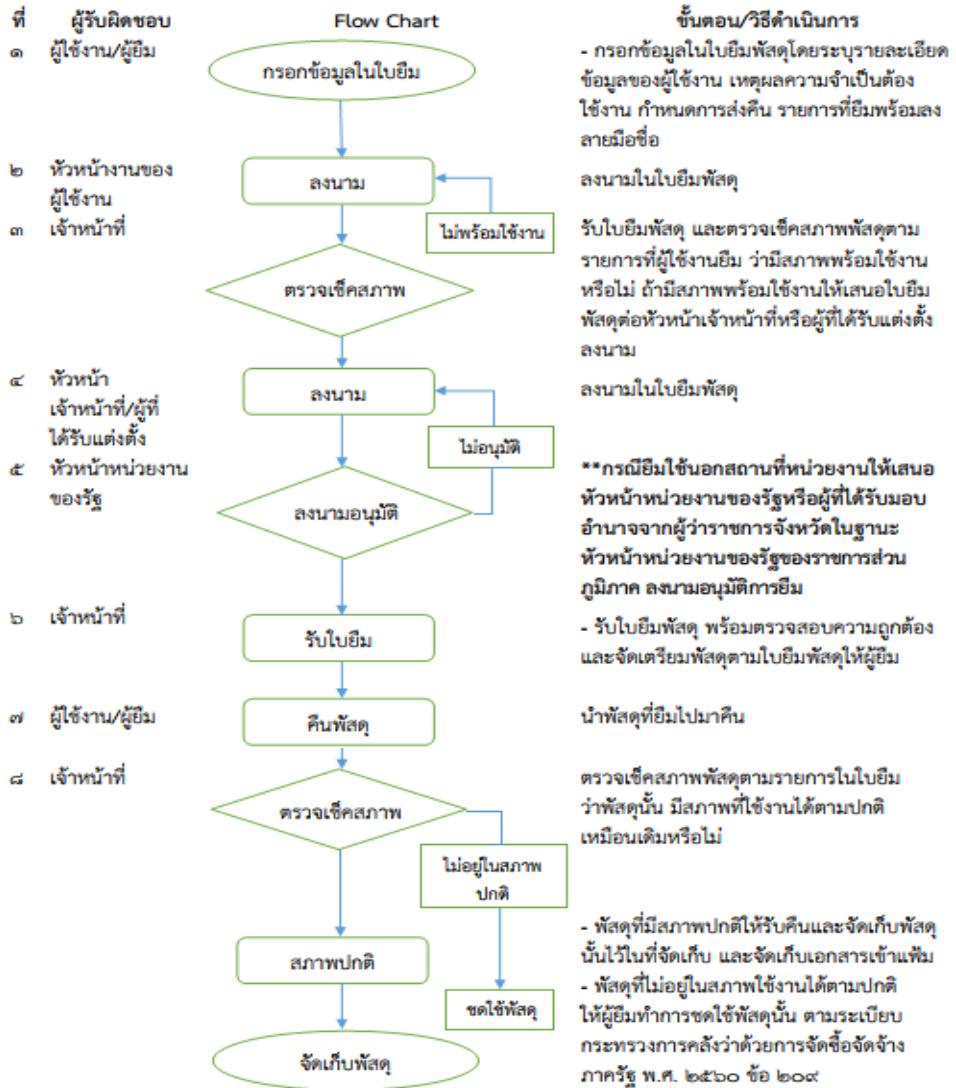 ที่ ผู้รับผิดชอบ Flow Chart ขั้นตอน/วิธีดำเนินการ
๑ ผู้ใช้งาน/ผู้ยืม
กรอกข้อมูลในใบยืม
- กรอกข้อมูลในใบยืมพัสดุโดยระบุรายละเอียด
ข้อมูลของผู้ใช้งาน เหตุผลความจำเป็นต้อง
ใช้งาน กำหนดการส่งคืน รายการที่ยืมพร้อมลง
ลายมือชื่อ
๒ หัวหน้างานของ
ผู้ใช้งาน
ลงนาม
ลงนามในใบยืมพัสดุ
๓ เจ้าหน้าที่
ไม่พร้อมใช้งาน
ตรวจเช็คสภาพ
รับใบยืมพัสดุ และตรวจเช็คสภาพพัสดุตาม
รายการที่ผู้ใช้งานยืม ว่ามีสภาพพร้อมใช้งาน
หรือไม่ ถ้ามีสภาพพร้อมใช้งานให้เสนอใบยืม
พัสดุต่อหัวหน้าเจ้าหน้าที่หรือผู้ที่ได้รับแต่งตั้ง
ลงนาม
๔ หัวหน้า
เจ้าหน้าที่/ผู้ที่
ได้รับแต่งตั้ง
ลงนาม
ลงนามในใบยืมพัสดุ
๕ หัวหน้าหน่วยงาน
ของรัฐ
ไม่อนุมัติ
ลงนามอนุมัติ
**กรณียืมใช้นอกสถานที่หน่วยงานให้เสนอ
หัวหน้าหน่วยงานของรัฐหรือผู้ที่ได้รับมอบ
อำนาจจากผู้ว่าราชการจังหวัดในฐานะ
หัวหน้าหน่วยงานของรัฐของราชการส่วน
ภูมิภาค ลงนามอนุมัติการยืม
๖ เจ้าหน้าที่
รับใบยืม
- รับใบยืมพัสดุ พร้อมตรวจสอบความถูกต้อง
และจัดเตรียมพัสดุตามใบยืมพัสดุให้ผู้ยืม
๗ ผู้ใช้งาน/ผู้ยืม
คืนพัสดุ
นำพัสดุที่ยืมไปมาคืน
๘ เจ้าหน้าที่
ตรวจเช็คสภาพ
ตรวจเช็คสภาพพัสดุตามรายการในใบยืม
ว่าพัสดุนั้น มีสภาพที่ใช้งานได้ตามปกติ
เหมือนเดิมหรือไม่
ไม่อยู่ในสภาพ
ปกติ
สภาพปกติ
ชดใช้พัสดุ
จัดเก็บพัสดุ
- พัสดุที่มีสภาพปกติให้รับคืนและจัดเก็บพัสดุ
นั้นไว้ในที่จัดเก็บ และจัดเก็บเอกสารเข้าแฟ้ม
- พัสดุที่ไม่อยู่ในสภาพใช้งานได้ตามปกติ
ให้ผู้ยืมทำการชดใช้พัสดุนั้น ตามระเบียบ
กระทรวงการคลังว่าด้วยการจัดซื้อจัดจ้าง
ภาครัฐ พ.ศ. ๒๕๖๐ ข้อ ๒๐๙